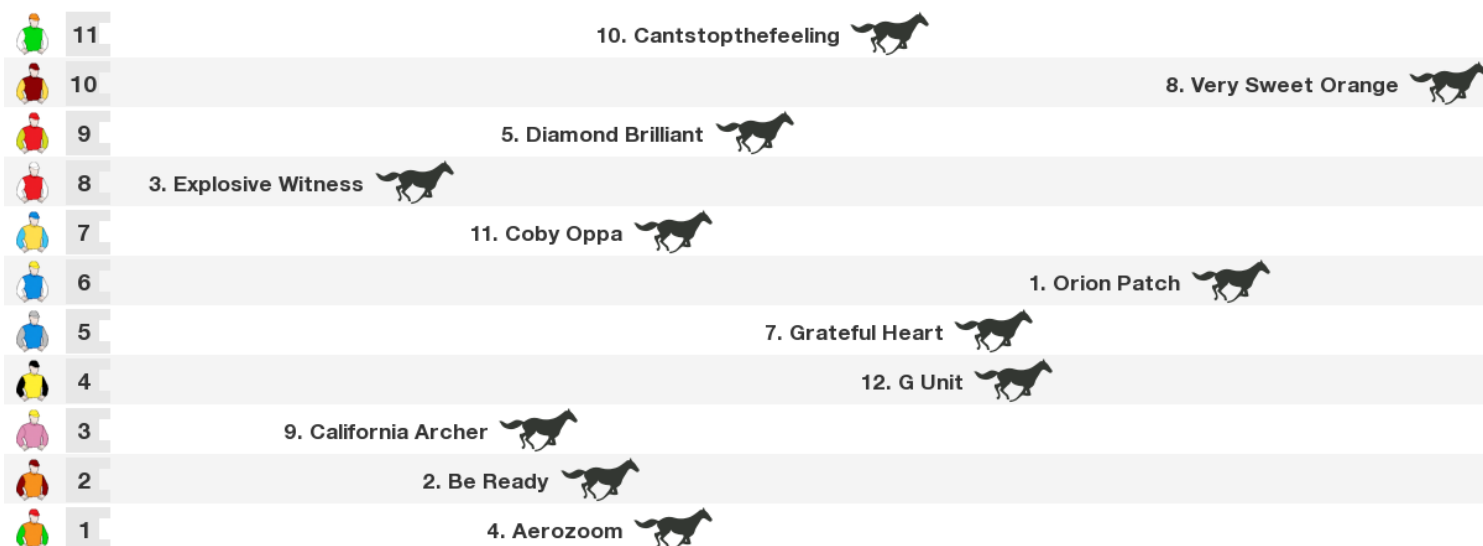 11 10. Cantstopthefeeling
10 8. Very Sweet Orange
9 5. Diamond Brilliant
8 3. Explosive Witness
7 11. Coby Oppa
6 1. Orion Patch
5 7. Grateful Heart
4 12. G Unit
3 9. California Archer
2 2. Be Ready
1 4. Aerozoom